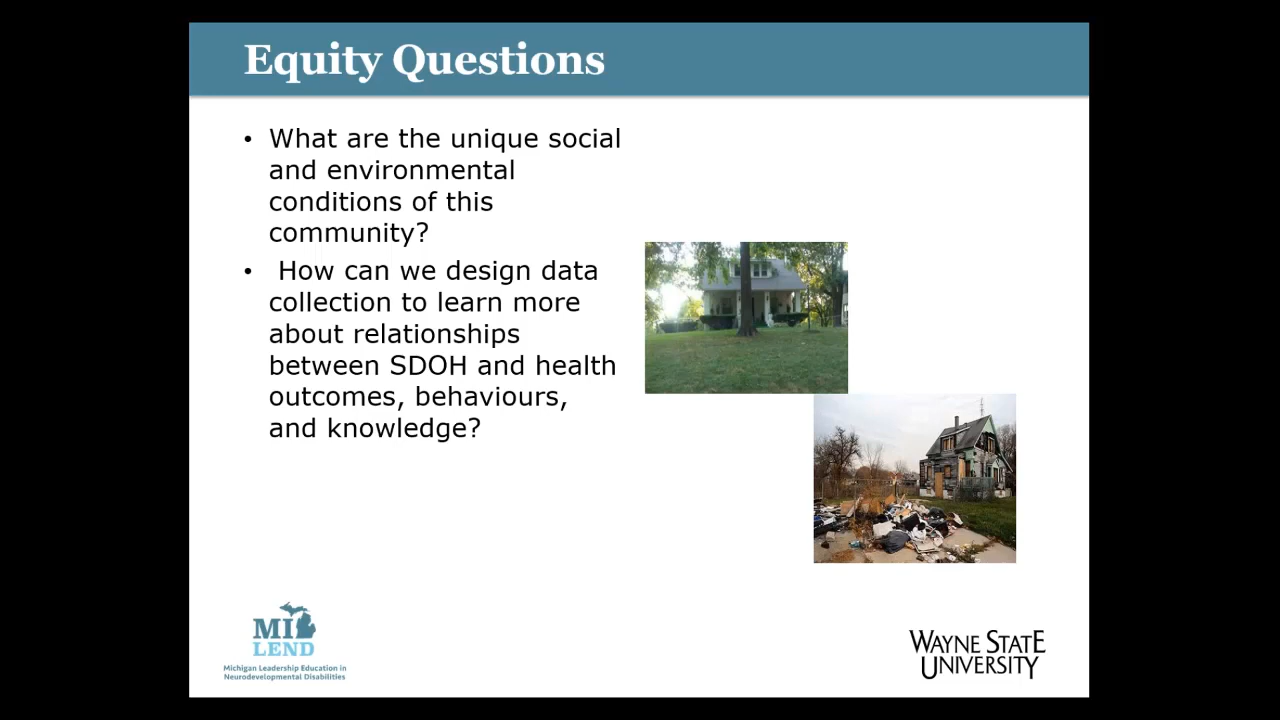 Equity Questions
• What are the unique social
and environmental
conditions of this
community?
• How can we design data
collection to learn more
about relationships
between SDOH and health
outcomes, behaviours,
and knowledge?
MI
LEND
Michigan Leadership Education in
Neurodevelopmental Disabilities
WAYNE STATE
UNIVERSITY